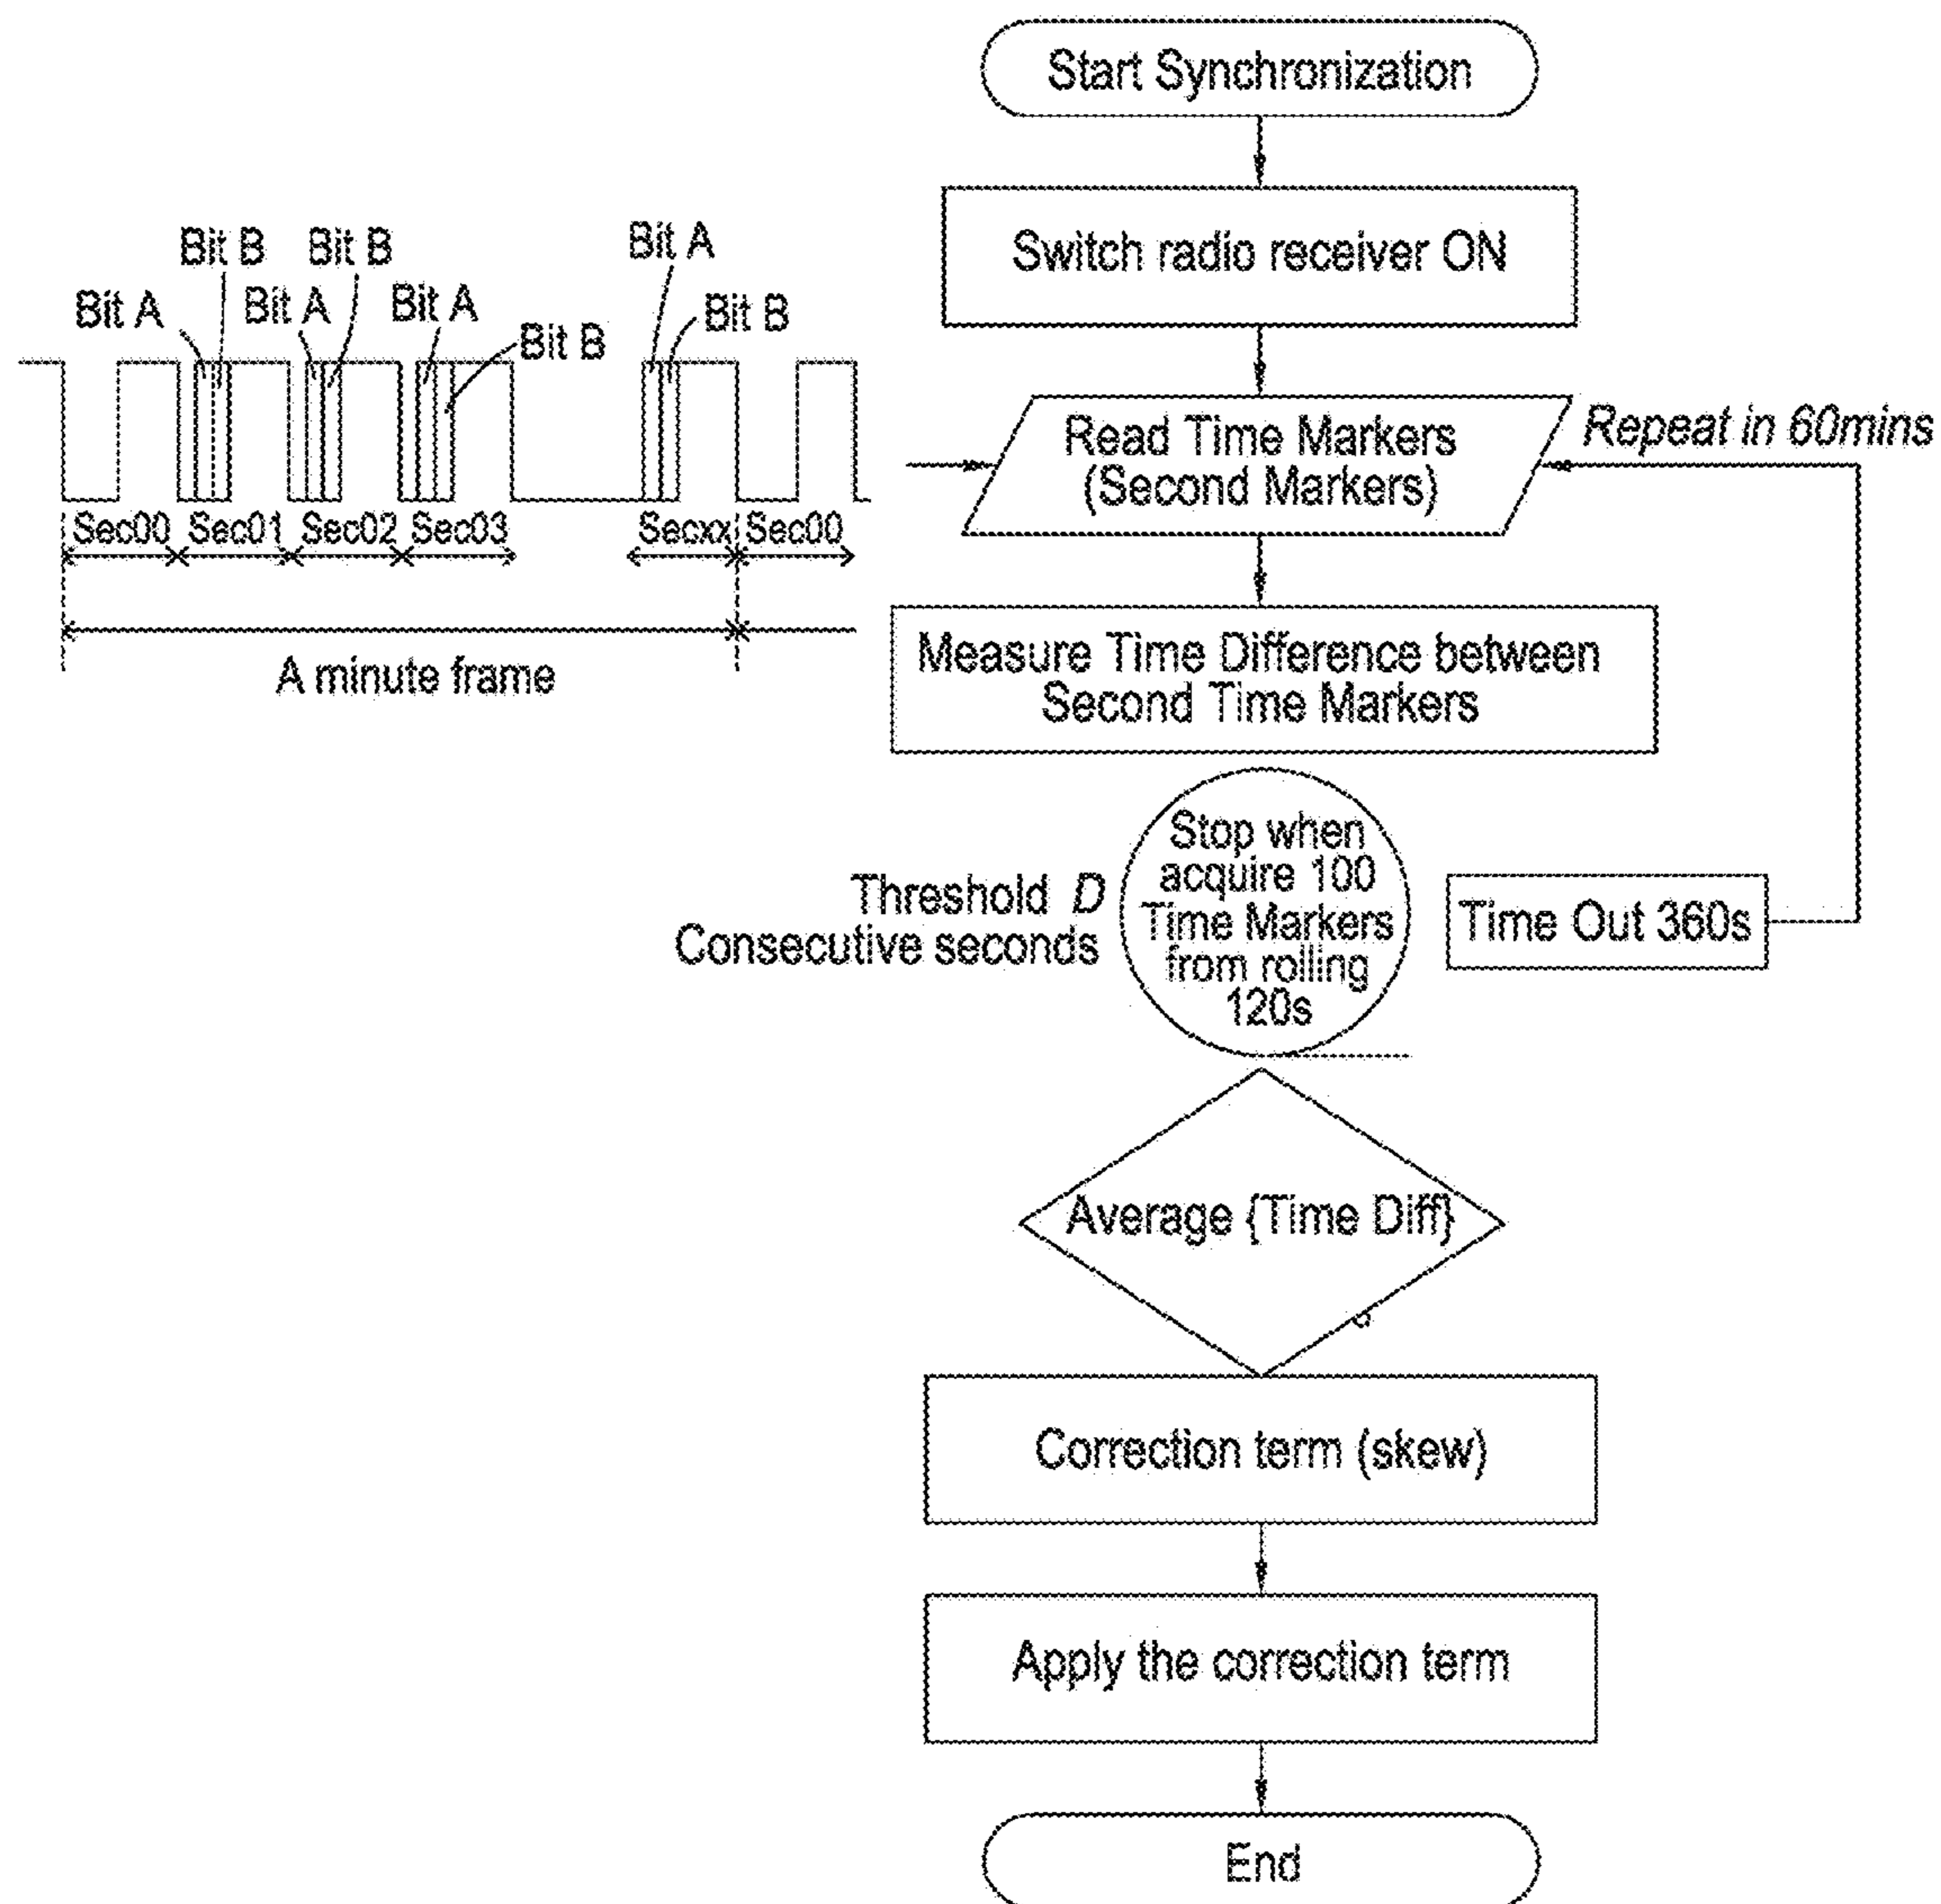 Start Synchronization
Switch radio receiver ON
Bit B
Bit B
Bit A
Bit A
Bit A
Bit A
Bit B
Bit B
Sec00
Sec01
Sec02
Sec03
Secxx
Sec00
A minute frame
Read Time Markers
(Second Markers)
Repeat in 60mins
Measure Time Difference between
Second Time Markers
Threshold D
Consecutive seconds
Stop when
acquire 100
Time Markers
from rolling
120s
Time Out 360s
Average {Time Diff}
Correction term (skew)
Apply the correction term
End